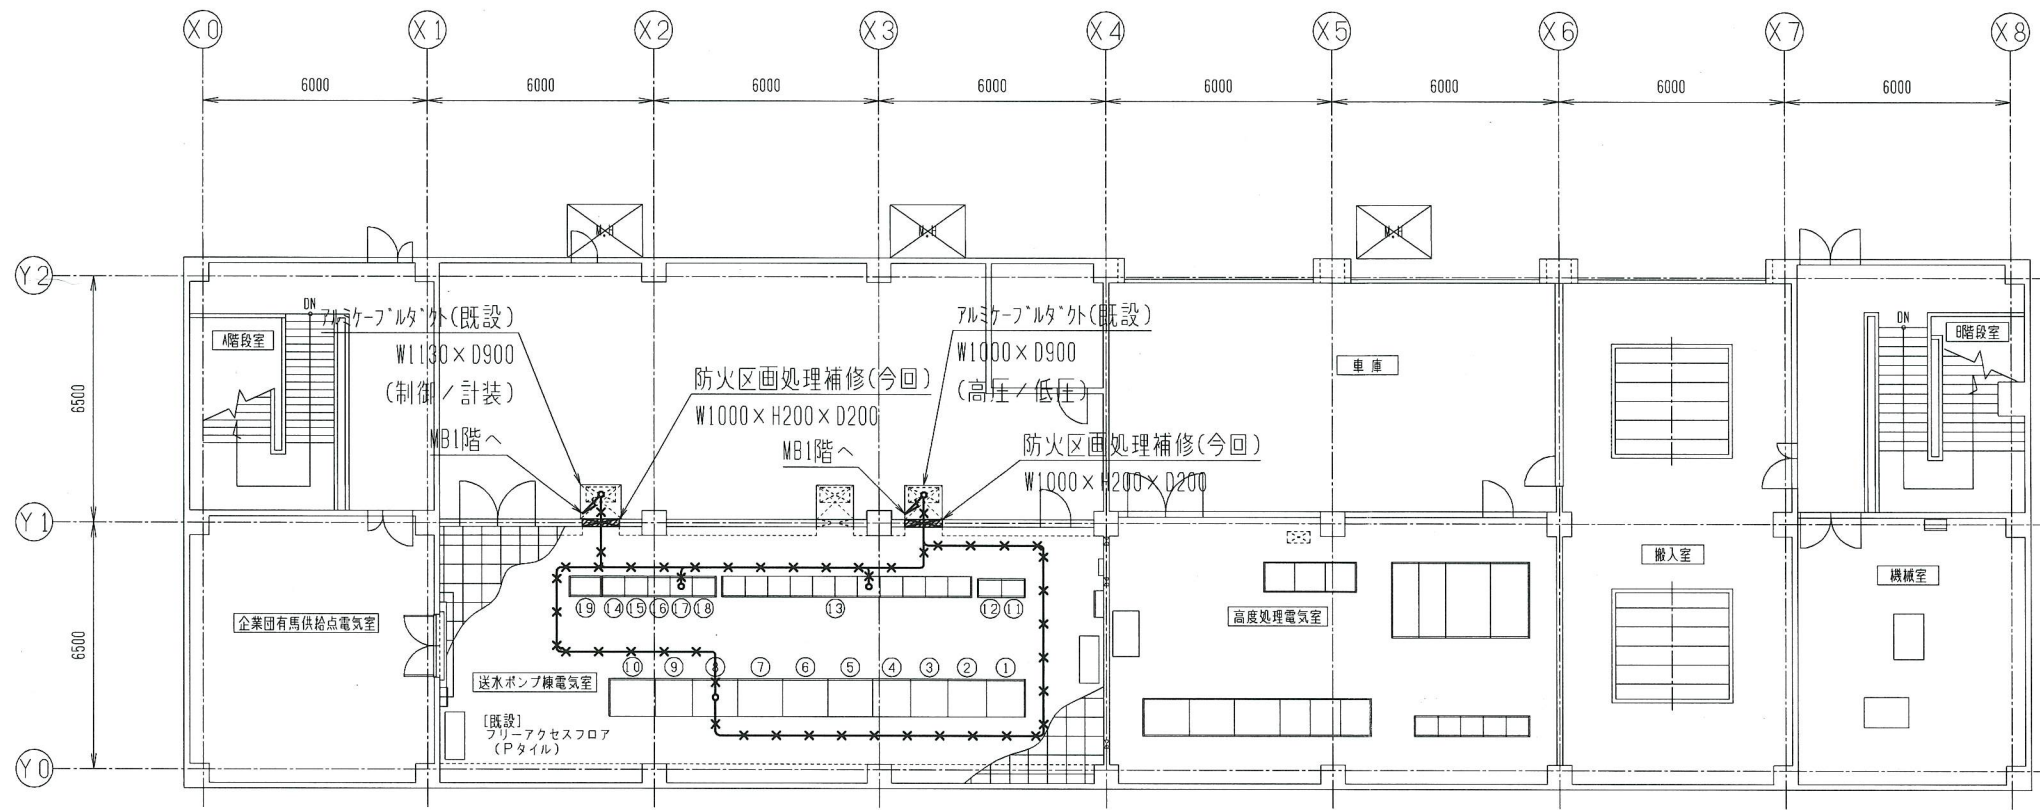 X0 X1 X2 X3 X4 X5 X6 X7 X8
6000 6000 6000 6000 6000 6000 6000 6000
M.H M.H M.H
Y2
DN
A階段室
アルミケーブルダクト(既設)
W1130×D900
(制御/計装)
MB1階へ
防火区画処理補修(今回)
W1000×H200×D200
アルミケーブルダクト(既設)
W1000×D900
(高圧/低圧)
MB1階へ
防火区画処理補修(今回)
W1000×H200×D200
車庫
DN
B階段室
6500
Y1
搬入室
機械室
⑲ ⑭ ⑮ ⑯ ⑰ ⑱ ⑬ ⑫ ⑪
企業団有馬供給点電気室
高度処理電気室
6500
⑩ ⑨ ⑧ ⑦ ⑥ ⑤ ④ ③ ② ①
送水ポンプ棟電気室
[既設]
フリーアクセスフロア
(Pタイル)
Y0